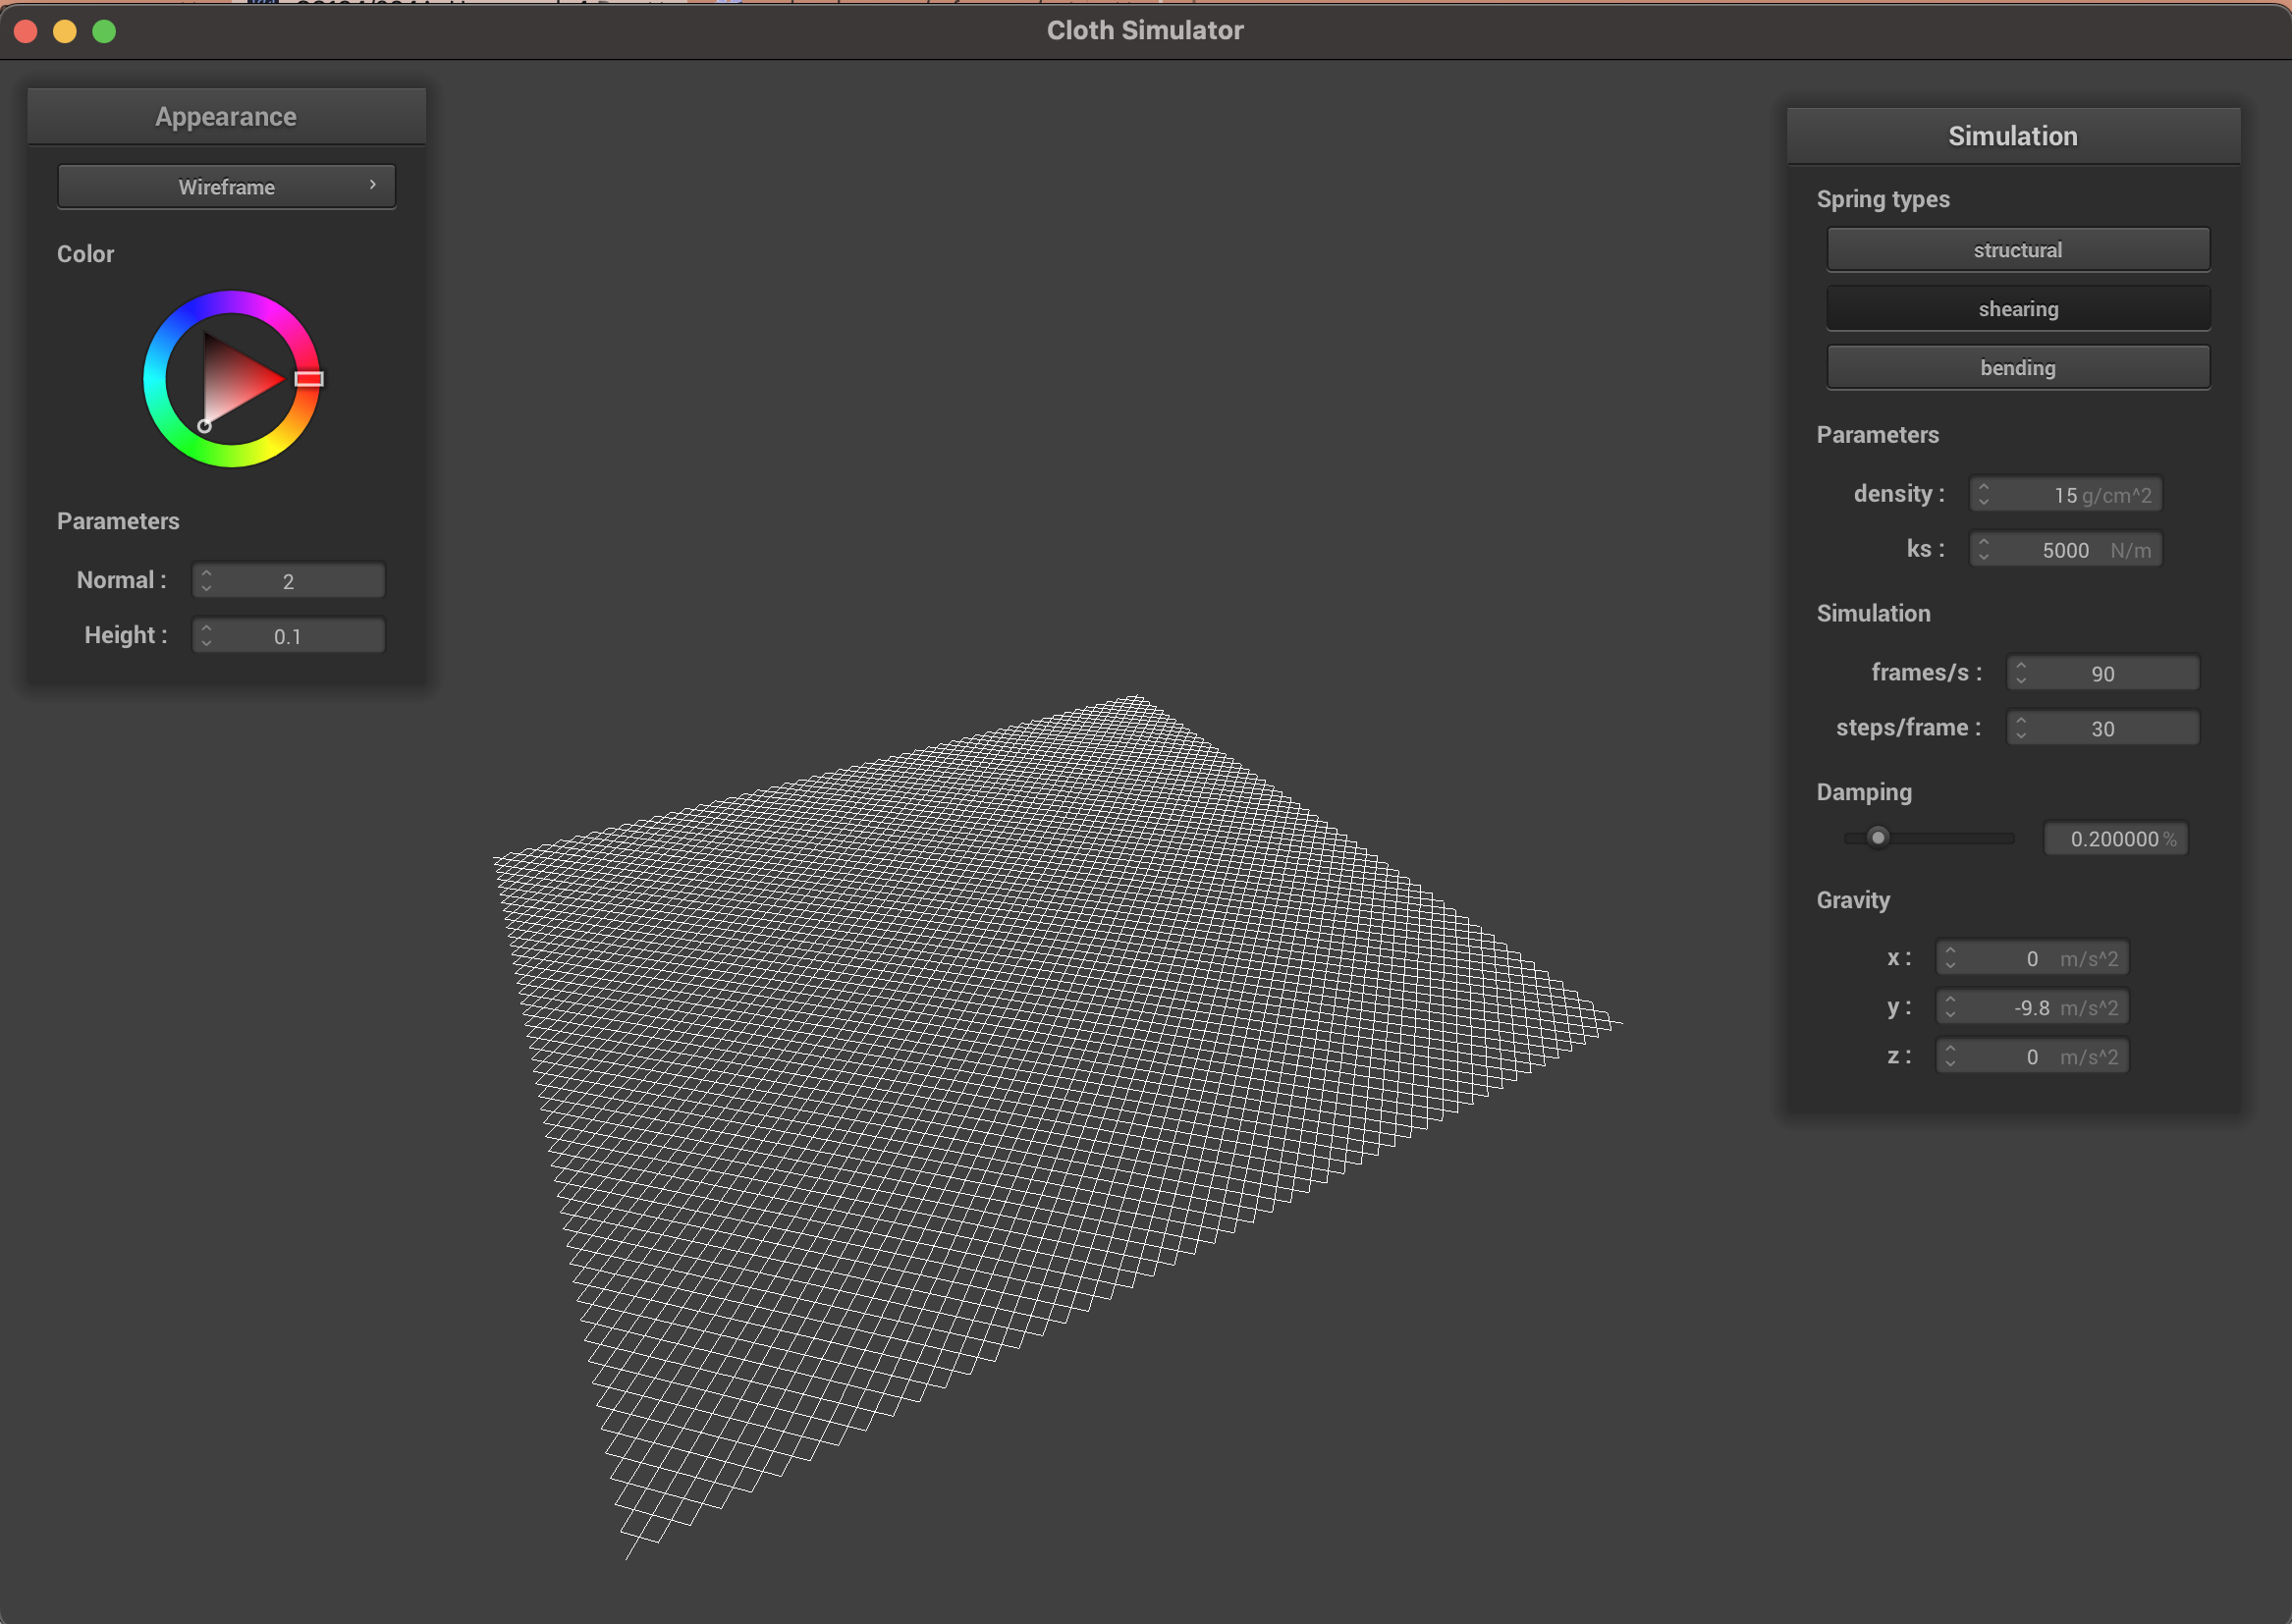 Cloth Simulator
Appearance
Wireframe
Color
Parameters
Normal : 2
Height : 0.1
Simulation
Spring types
structural
shearing
bending
Parameters
density : 15 g/cm^2
ks : 5000 N/m
Simulation
frames/s : 90
steps/frame : 30
Damping
0.200000 %
Gravity
x : 0 m/s^2
y : -9.8 m/s^2
z : 0 m/s^2